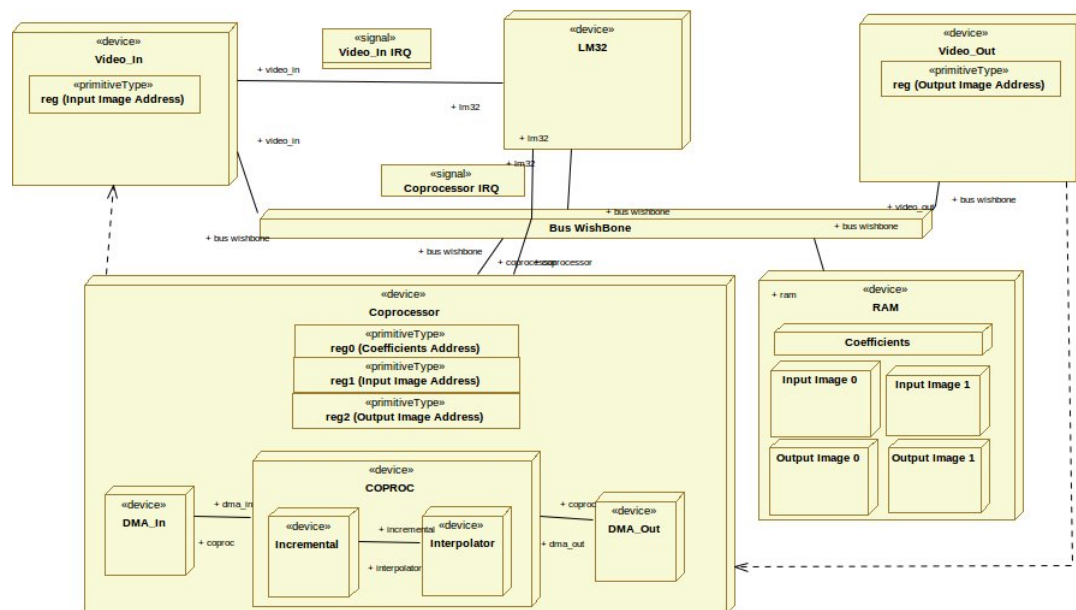 «device»
Video_In
«primitiveType»
reg (Input Image Address)
«signal»
Video_In IRQ
«device»
LM32
«device»
Video_Out
«primitiveType»
reg (Output Image Address)
+ video_in
+ lm32
+ video_in
+ lm32
+ lm32
«signal»
Coprocessor IRQ
+ bus wishbone
+ video_out
+ bus wishbone
Bus WishBone
+ bus wishbone
+ bus wishbone
+ bus wishbone
+ coprocessor
+ coprocessor
«device»
Coprocessor
«primitiveType»
reg0 (Coefficients Address)
«primitiveType»
reg1 (Input Image Address)
«primitiveType»
reg2 (Output Image Address)
+ ram
«device»
RAM
Coefficients
Input Image 0
Input Image 1
Output Image 0
Output Image 1
«device»
COPROC
«device»
DMA_In
+ dma_in
+ coproc
«device»
Incremental
+ incremental
+ interpolator
«device»
Interpolator
+ coproc
+ dma_out
«device»
DMA_Out